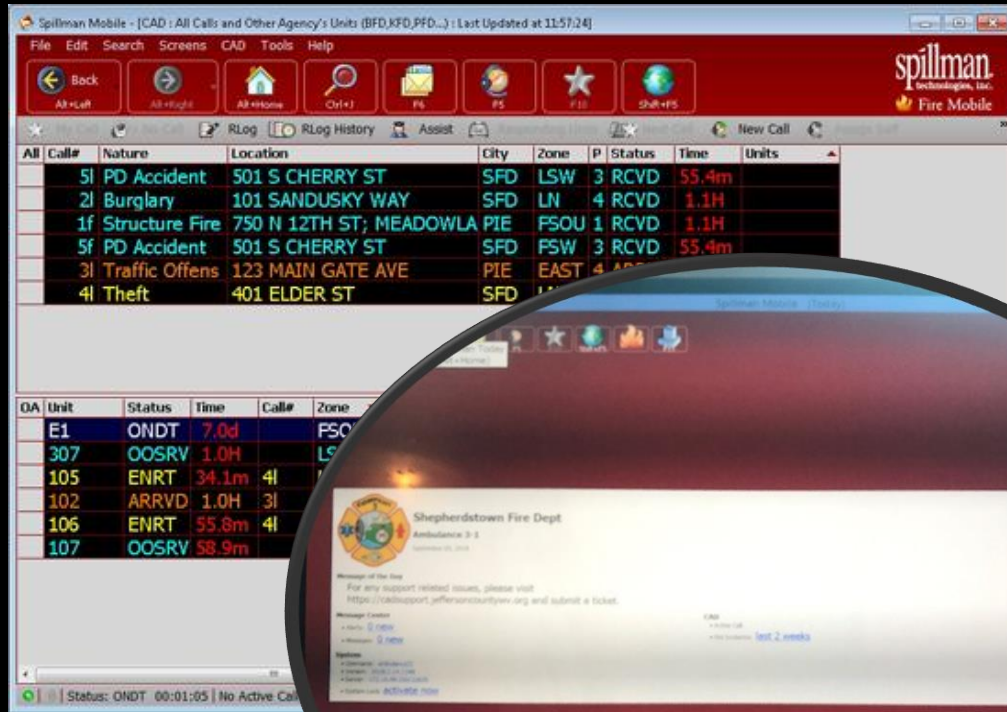 Spillman Mobile - [CAD : All Calls and Other Agency's Units (BFD,KFD,PFD...) : Last Updated at 11:57:24]
File Edit Search Screens CAD Tools Help
Back
Alt+Left Alt+Right Alt+Home Ctrl+J F6 F5 F10 Shift+F5
spillman
technologies, inc.
Fire Mobile
RLog RLog History Assist New Call
All Call# Nature Location City Zone P Status Time Units
5l PD Accident 501 S CHERRY ST SFD LSW 3 RCVD 55.4m
2l Burglary 101 SANDUSKY WAY SFD LN 4 RCVD 1.1H
1f Structure Fire 750 N 12TH ST; MEADOWLA PIE FSOU 1 RCVD 1.1H
5f PD Accident 501 S CHERRY ST SFD FSW 3 RCVD 55.4m
3l Traffic Offens 123 MAIN GATE AVE PIE EAST 4
4l Theft 401 ELDER ST SFD
OA Unit Status Time Call# Zone
E1 ONDT 7.0d
307 OOSRV 1.0H
105 ENRT 34.1m 4l
102 ARRVD 1.0H 3l
106 ENRT 55.8m 4l
107 OOSRV 58.9m
Status: ONDT 00:01:05 No Active
Spillman Mobile (Today)
Shepherdstown Fire Dept
Ambulance 3-1
Message of the Day
For any support related issues, please visit
https://cadsupport.jeffersoncountywv.org and submit a ticket.
Message Center
0 new
0 new
CAD
last 2 weeks
System
activate now